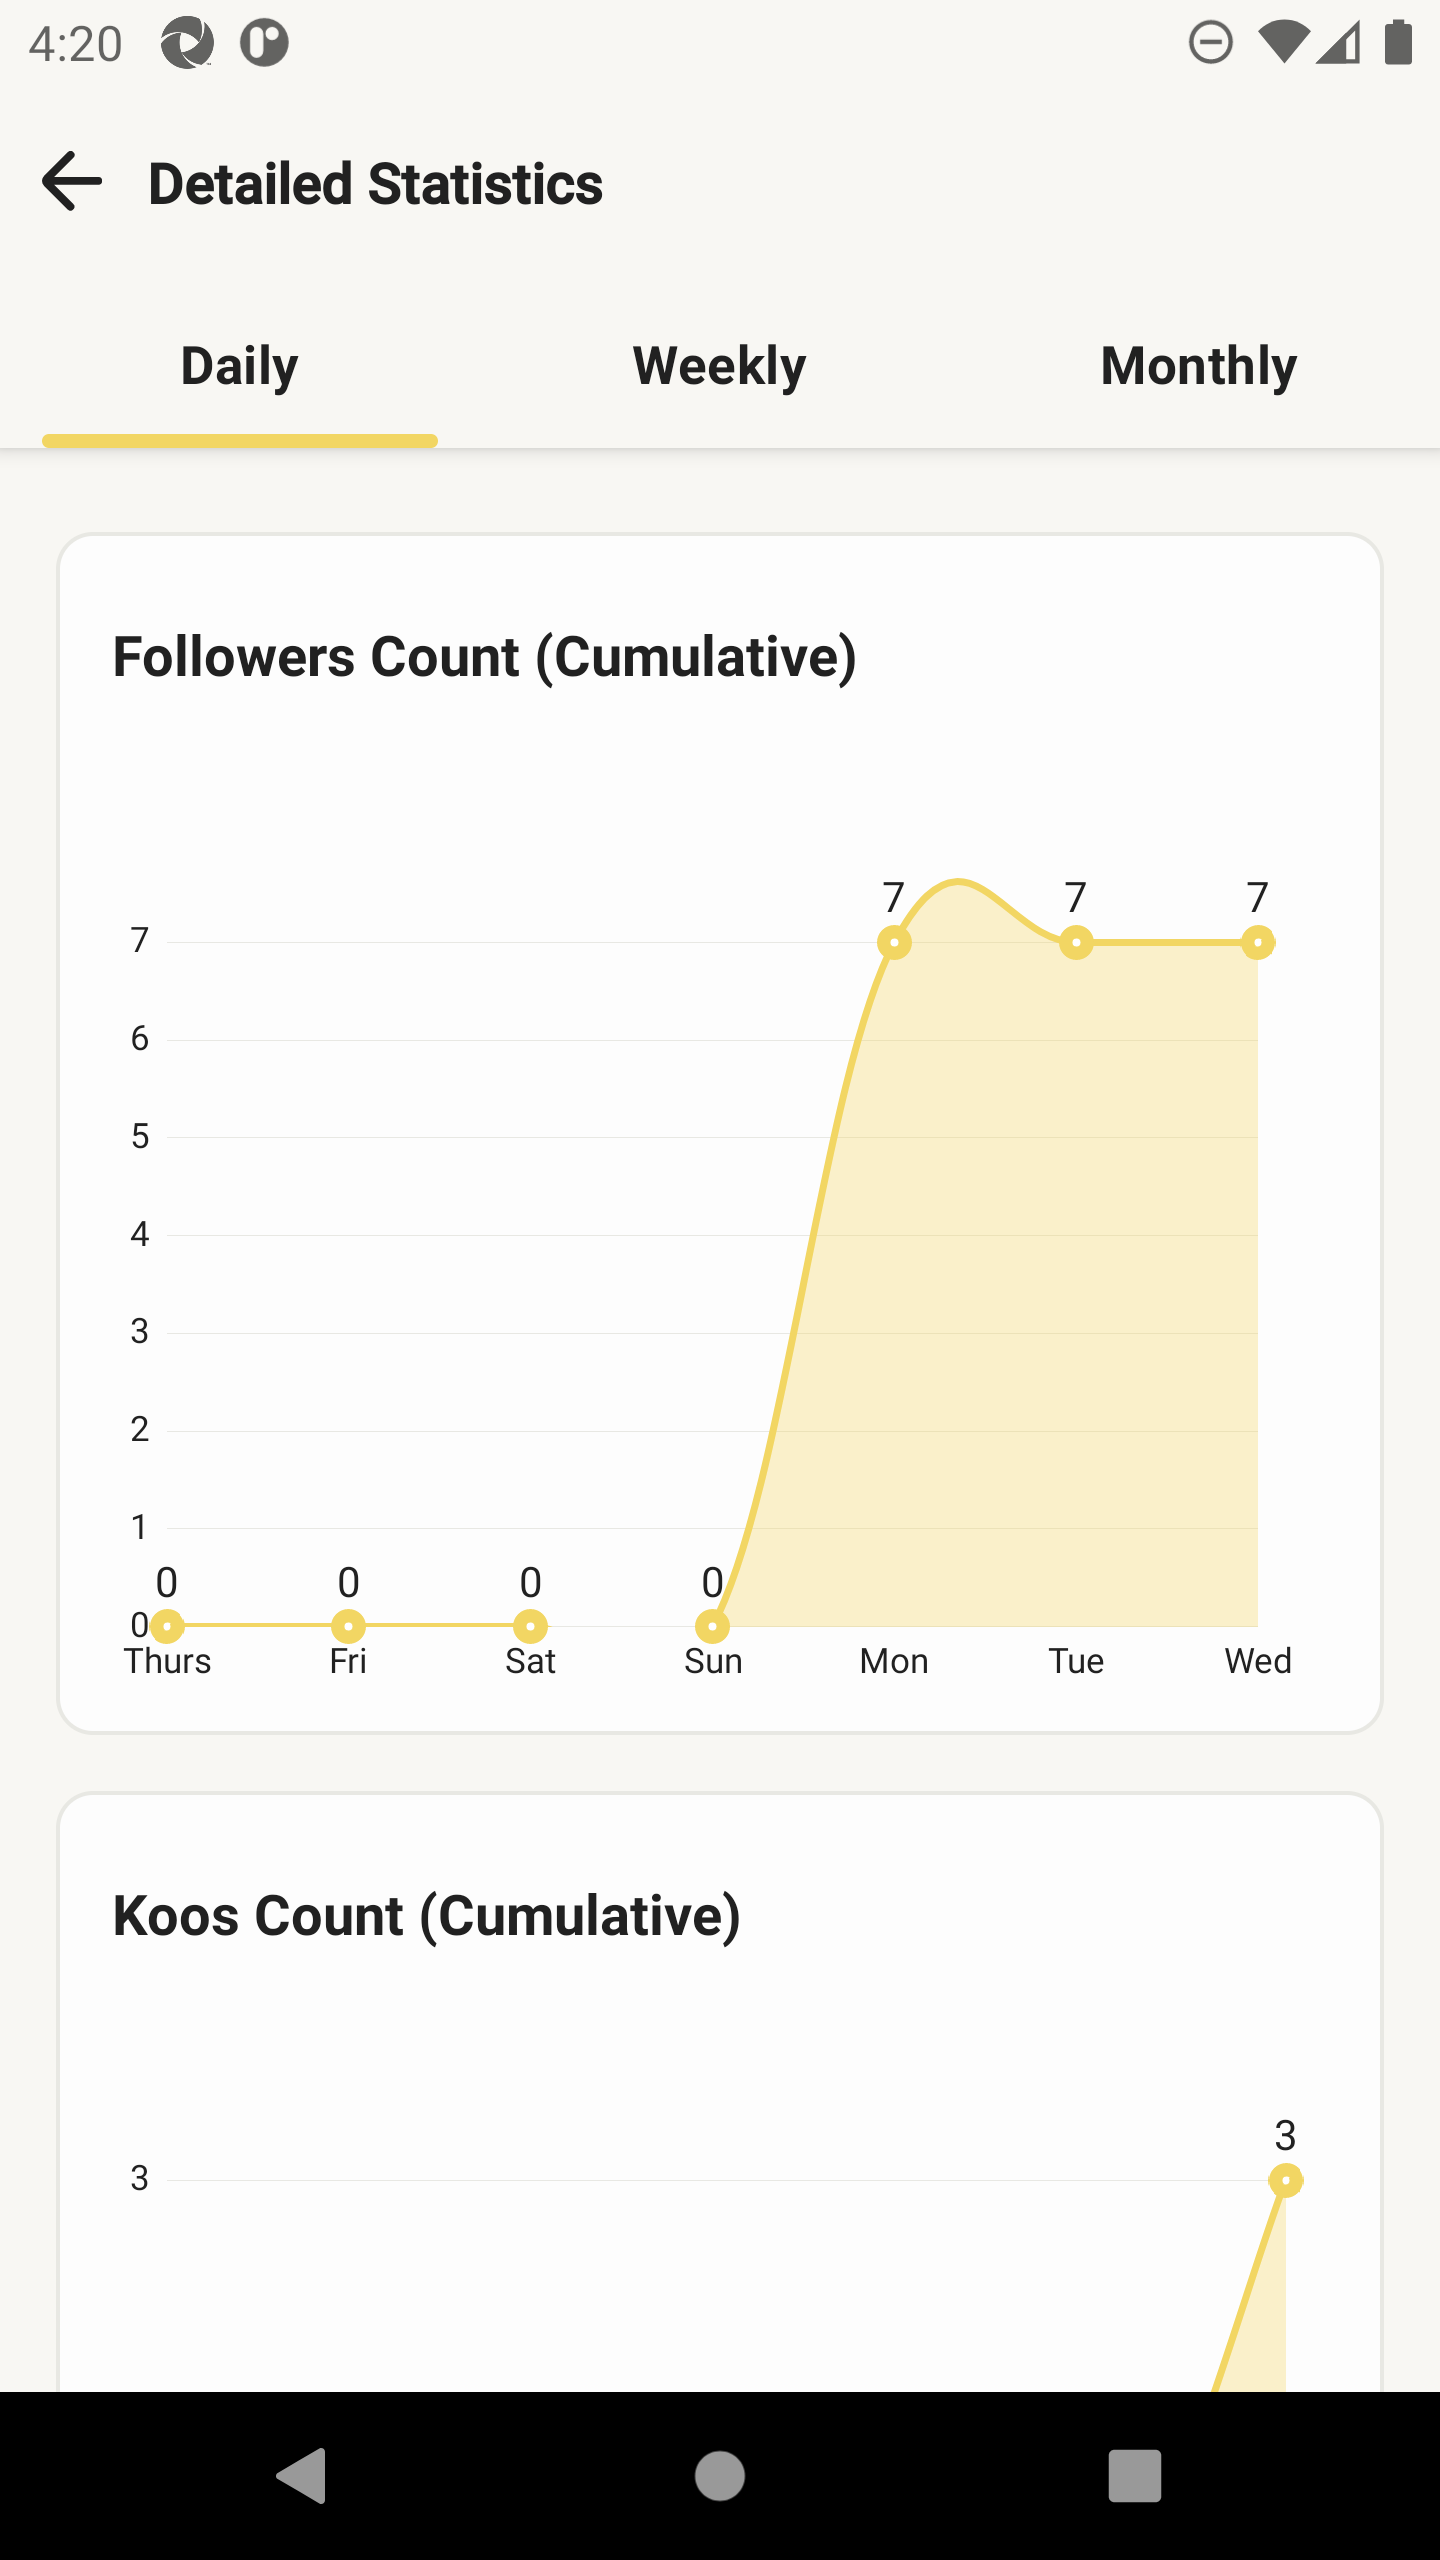 4:20
Detailed Statistics
Daily Weekly Monthly
Followers Count (Cumulative)
7 7 7
7
6
5
4
3
2
1
0 0 0 0
0
Thurs Fri Sat Sun Mon Tue Wed
Koos Count (Cumulative)
3
3